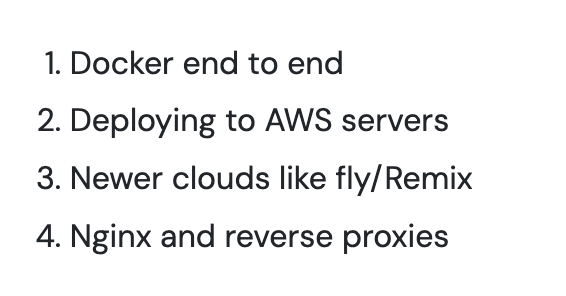 1. Docker end to end
2. Deploying to AWS servers
3. Newer clouds like fly/Remix
4. Nginx and reverse proxies